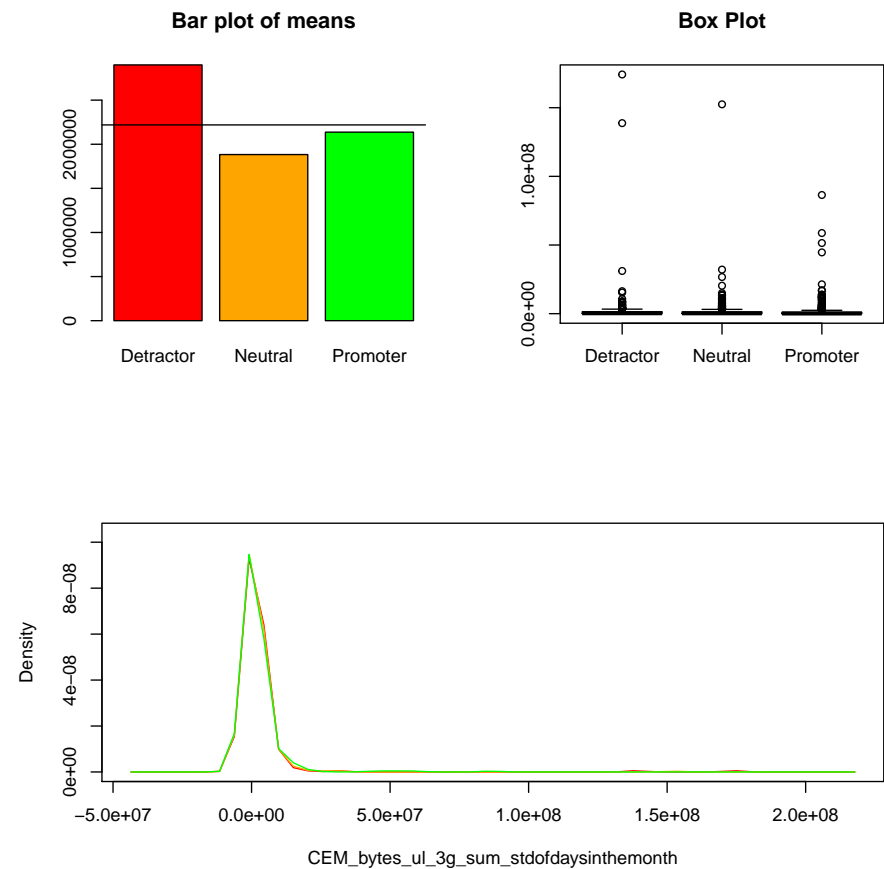 Bar plot of means
0 1000000 2000000
Detractor Neutral Promoter
Box Plot
0.0e+00 1.0e+08
Detractor Neutral Promoter
Density
0e+00 4e−08 8e−08
−5.0e+07 0.0e+00 5.0e+07 1.0e+08 1.5e+08 2.0e+08
CEM_bytes_ul_3g_sum_stdofdaysinthemonth